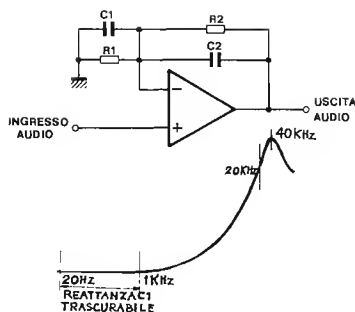 C1
R2
R1
C2
−
+
INGRESSO
AUDIO
USCITA
AUDIO
40KHz
20KHz
20Hz
1KHz
REATTANZA C1
TRASCURABILE